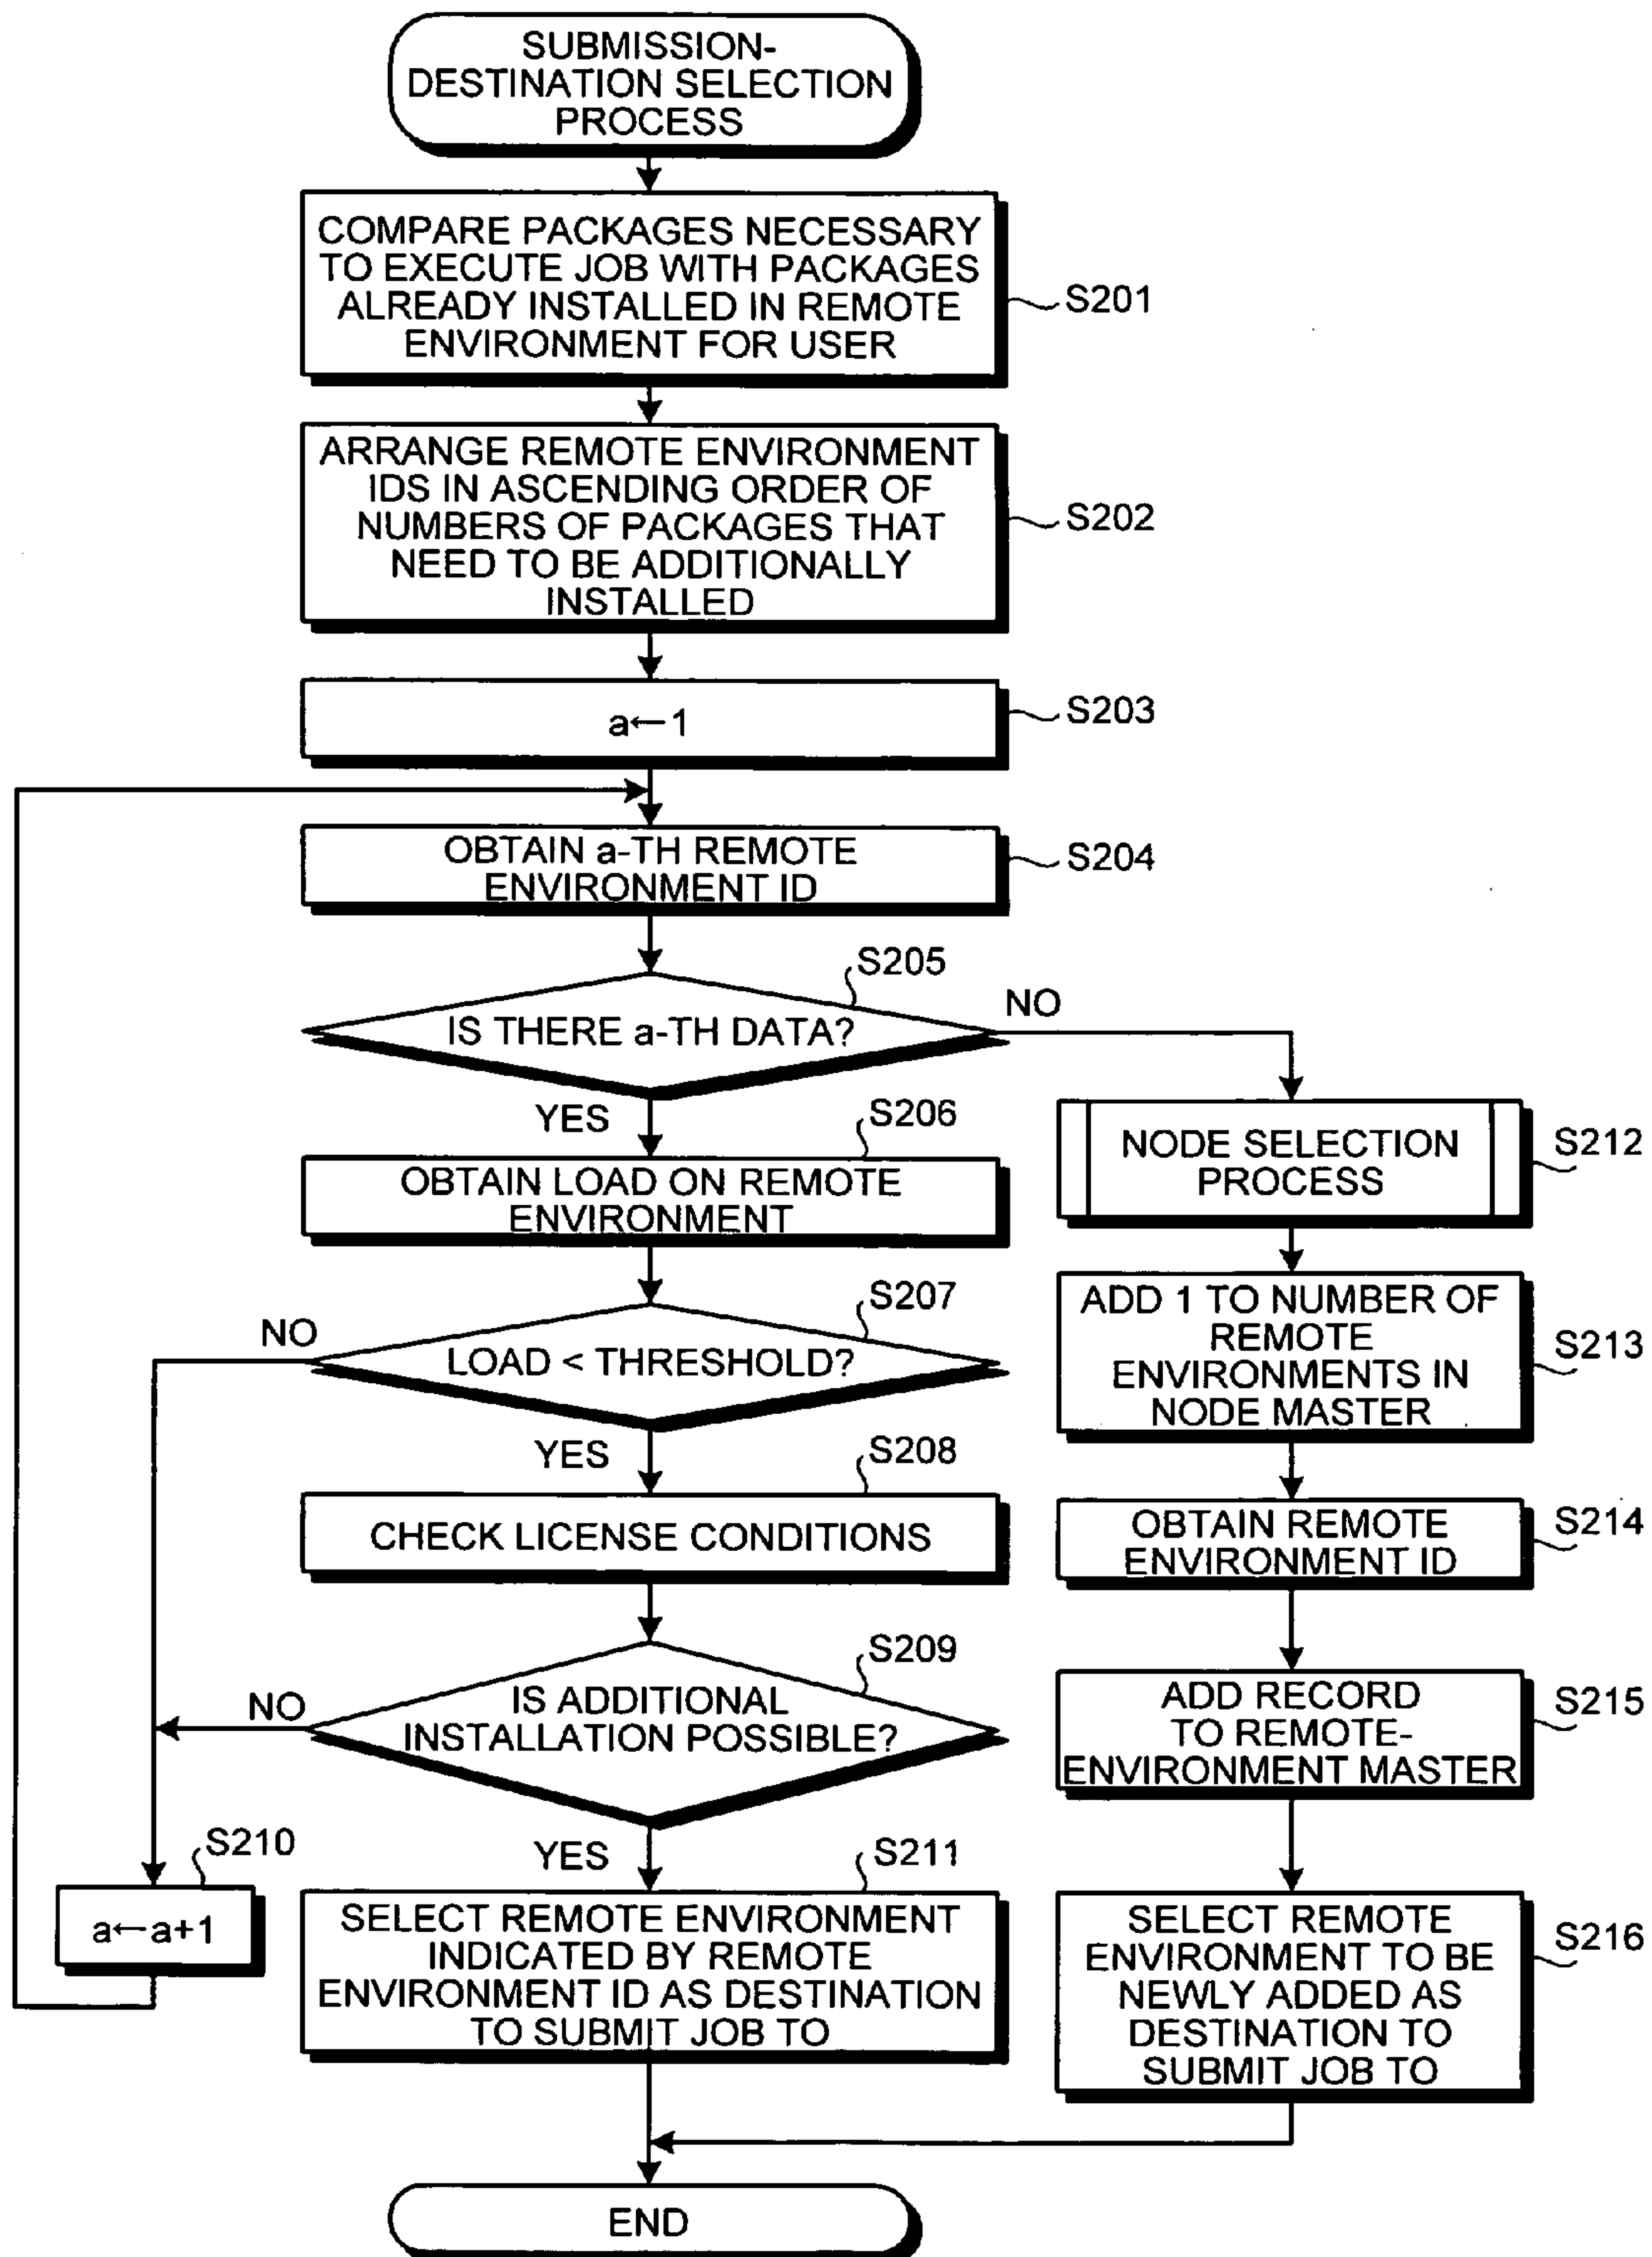 SUBMISSION-
DESTINATION SELECTION
PROCESS
COMPARE PACKAGES NECESSARY
TO EXECUTE JOB WITH PACKAGES
ALREADY INSTALLED IN REMOTE
ENVIRONMENT FOR USER
S201
ARRANGE REMOTE ENVIRONMENT
IDS IN ASCENDING ORDER OF
NUMBERS OF PACKAGES THAT
NEED TO BE ADDITIONALLY
INSTALLED
S202
a←1
S203
OBTAIN a-TH REMOTE
ENVIRONMENT ID
S204
S205
IS THERE a-TH DATA?
NO
YES
S206
OBTAIN LOAD ON REMOTE
ENVIRONMENT
S207
LOAD < THRESHOLD?
NO
YES
S208
CHECK LICENSE CONDITIONS
S209
IS ADDITIONAL
INSTALLATION POSSIBLE?
NO
YES
S210
a←a+1
S211
SELECT REMOTE ENVIRONMENT
INDICATED BY REMOTE
ENVIRONMENT ID AS DESTINATION
TO SUBMIT JOB TO
NODE SELECTION
PROCESS
S212
ADD 1 TO NUMBER OF
REMOTE
ENVIRONMENTS IN
NODE MASTER
S213
OBTAIN REMOTE
ENVIRONMENT ID
S214
ADD RECORD
TO REMOTE-
ENVIRONMENT MASTER
S215
SELECT REMOTE
ENVIRONMENT TO BE
NEWLY ADDED AS
DESTINATION TO
SUBMIT JOB TO
S216
END